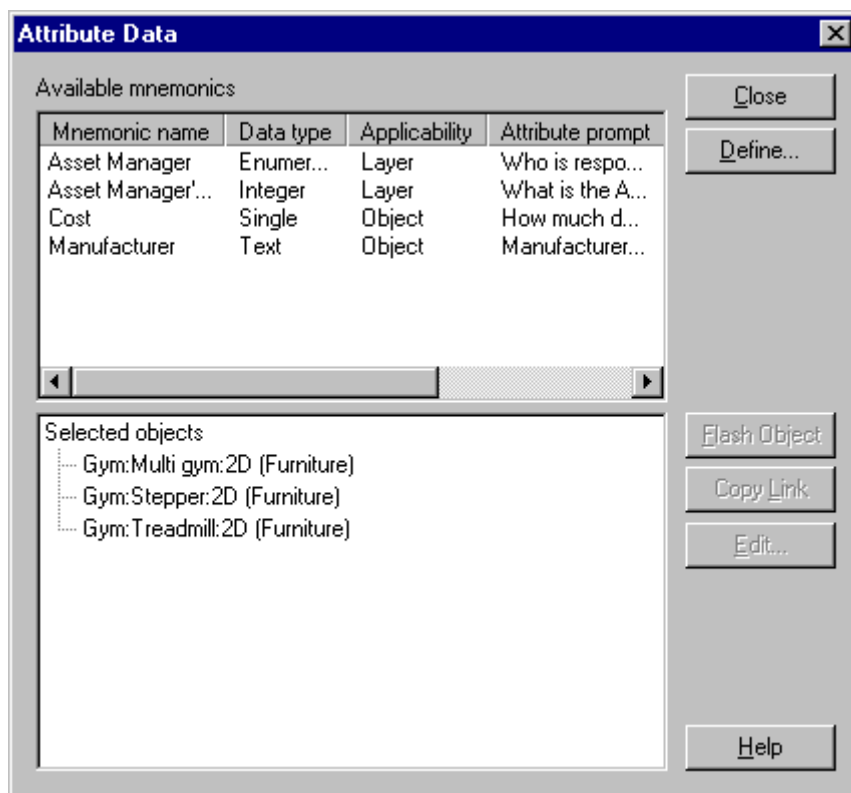 Attribute Data
Available mnemonics
Close
Define...
Mnemonic name Data type Applicability Attribute prompt
Asset Manager Enumer... Layer Who is respo...
Asset Manager'... Integer Layer What is the A...
Cost Single Object How much d...
Manufacturer Text Object Manufacturer...
Selected objects
Gym:Multi gym:2D (Furniture)
Gym:Stepper:2D (Furniture)
Gym:Treadmill:2D (Furniture)
Flash Object
Copy Link
Edit...
Help